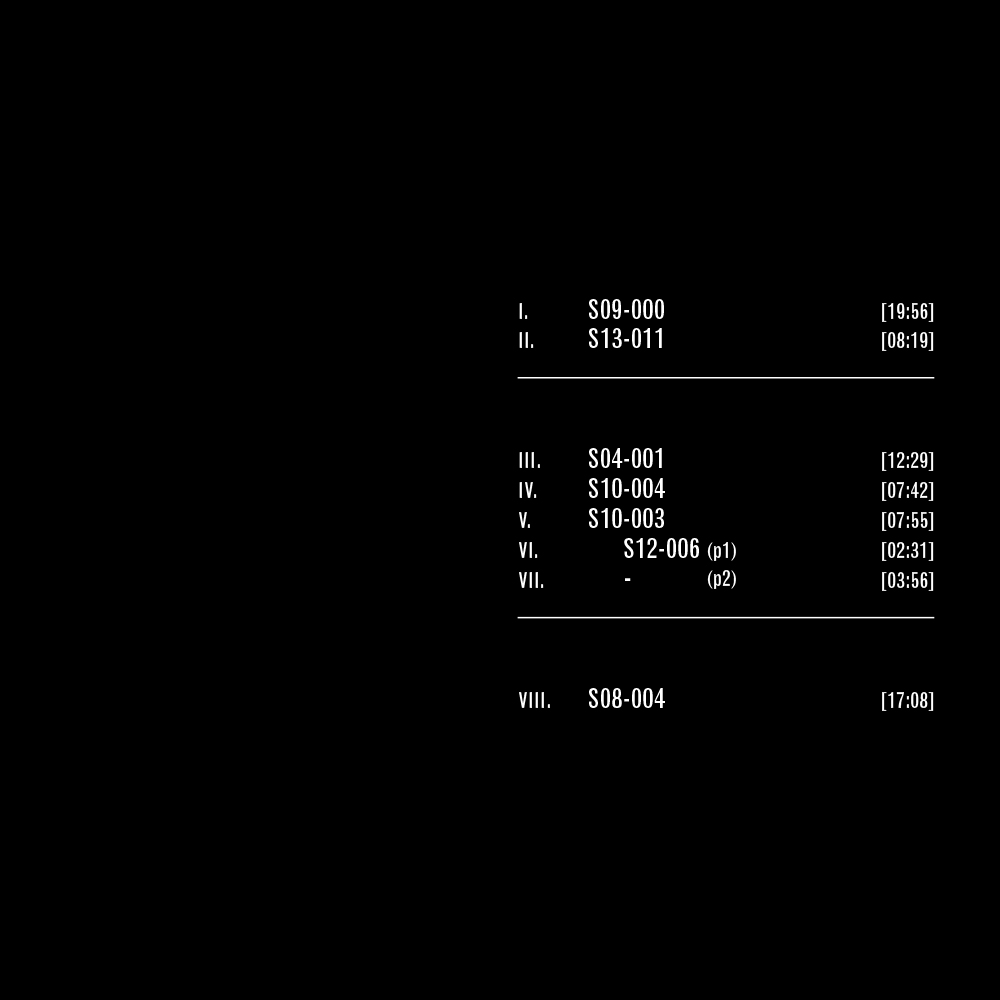 I. S09-000 [19:56]
II. S13-011 [08:19]
III. S04-001 [12:29]
IV. S10-004 [07:42]
V. S10-003 [07:55]
VI. S12-006 (p1) [02:31]
VII. - (p2) [03:56]
VIII. S08-004 [17:08]